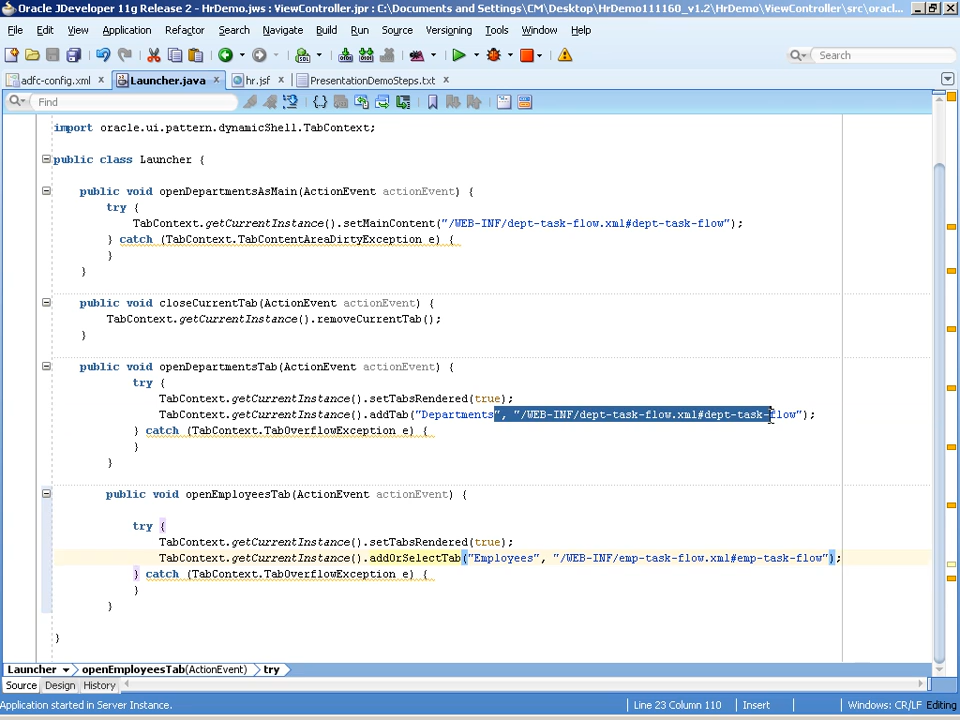 Oracle JDeveloper 11g Release 2 - HrDemo.jws : ViewController.jpr : C:\Documents and Settings\CM\Desktop\HrDemo111160_v1.2\HrDemo\ViewController\src\oracl...
File Edit View Application Refactor Search Navigate Build Run Source Versioning Tools Window Help
Search
adfc-config.xml Launcher.java hr.jsf PresentationDemoSteps.txt
Find
import oracle.ui.pattern.dynamicShell.TabContext;
public class Launcher {
public void openDepartmentsAsMain(ActionEvent actionEvent) {
try {
TabContext.getCurrentInstance().setMainContent("/WEB-INF/dept-task-flow.xml#dept-task-flow");
} catch (TabContext.TabContentAreaDirtyException e) {
}
}
public void closeCurrentTab(ActionEvent actionEvent) {
TabContext.getCurrentInstance().removeCurrentTab();
}
public void openDepartmentsTab(ActionEvent actionEvent) {
try {
TabContext.getCurrentInstance().setTabsRendered(true);
TabContext.getCurrentInstance().addTab("Departments", "/WEB-INF/dept-task-flow.xml#dept-task-flow");
} catch (TabContext.TabOverflowException e) {
}
}
public void openEmployeesTab(ActionEvent actionEvent) {
try {
TabContext.getCurrentInstance().setTabsRendered(true);
TabContext.getCurrentInstance().addOrSelectTab("Employees", "/WEB-INF/emp-task-flow.xml#emp-task-flow");
} catch (TabContext.TabOverflowException e) {
}
}
}
Launcher openEmployeesTab(ActionEvent) try
Source Design History
Application started in Server Instance. Line 23 Column 110 Insert Windows: CR/LF Editing